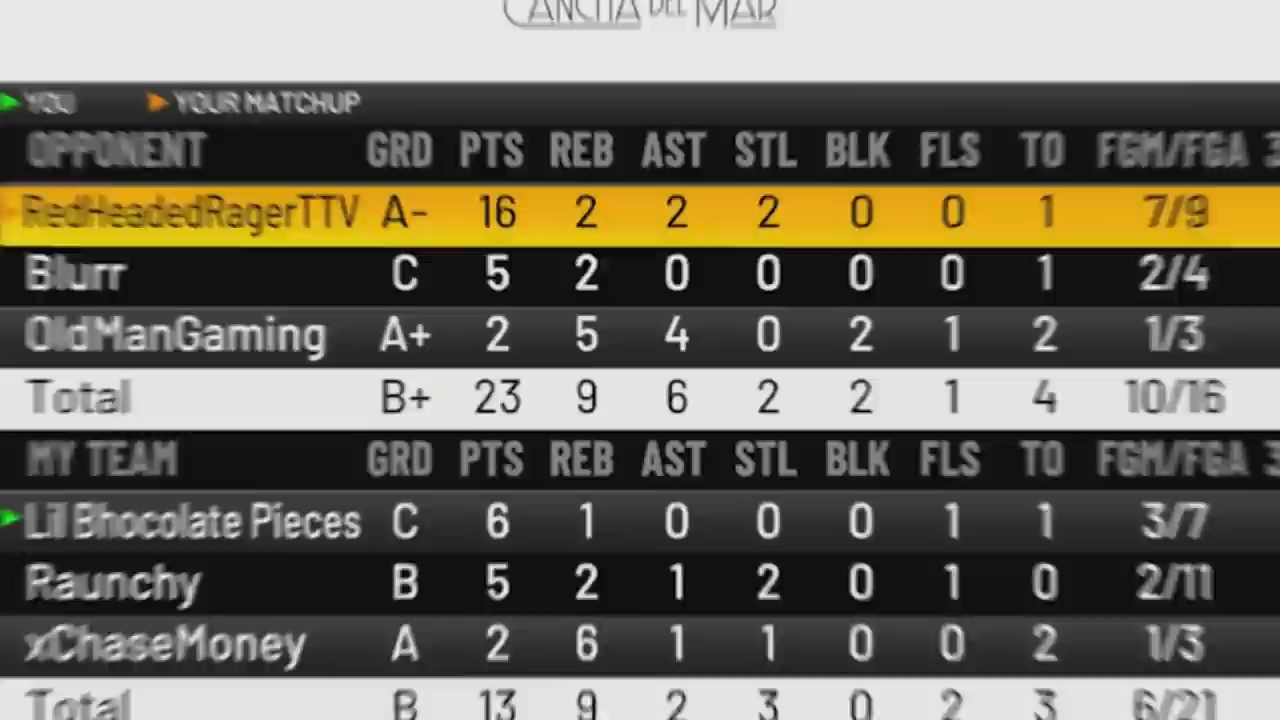 CANCHA DEL MAR
YOU YOUR MATCHUP
OPPONENT GRD PTS REB AST STL BLK FLS TO FGM/FGA 3
RedHeadedRagerTTV A- 16 2 2 2 0 0 1 7/9
Blurr C 5 2 0 0 0 0 1 2/4
OldManGaming A+ 2 5 4 0 2 1 2 1/3
Total B+ 23 9 6 2 2 1 4 10/16
MY TEAM GRD PTS REB AST STL BLK FLS TO FGM/FGA 3
Lil Bhocolate Pieces C 6 1 0 0 0 1 1 3/7
Raunchy B 5 2 1 2 0 1 0 2/11
xChaseMoney A 2 6 1 1 0 0 2 1/3
Total B 13 9 2 3 0 2 3 6/21